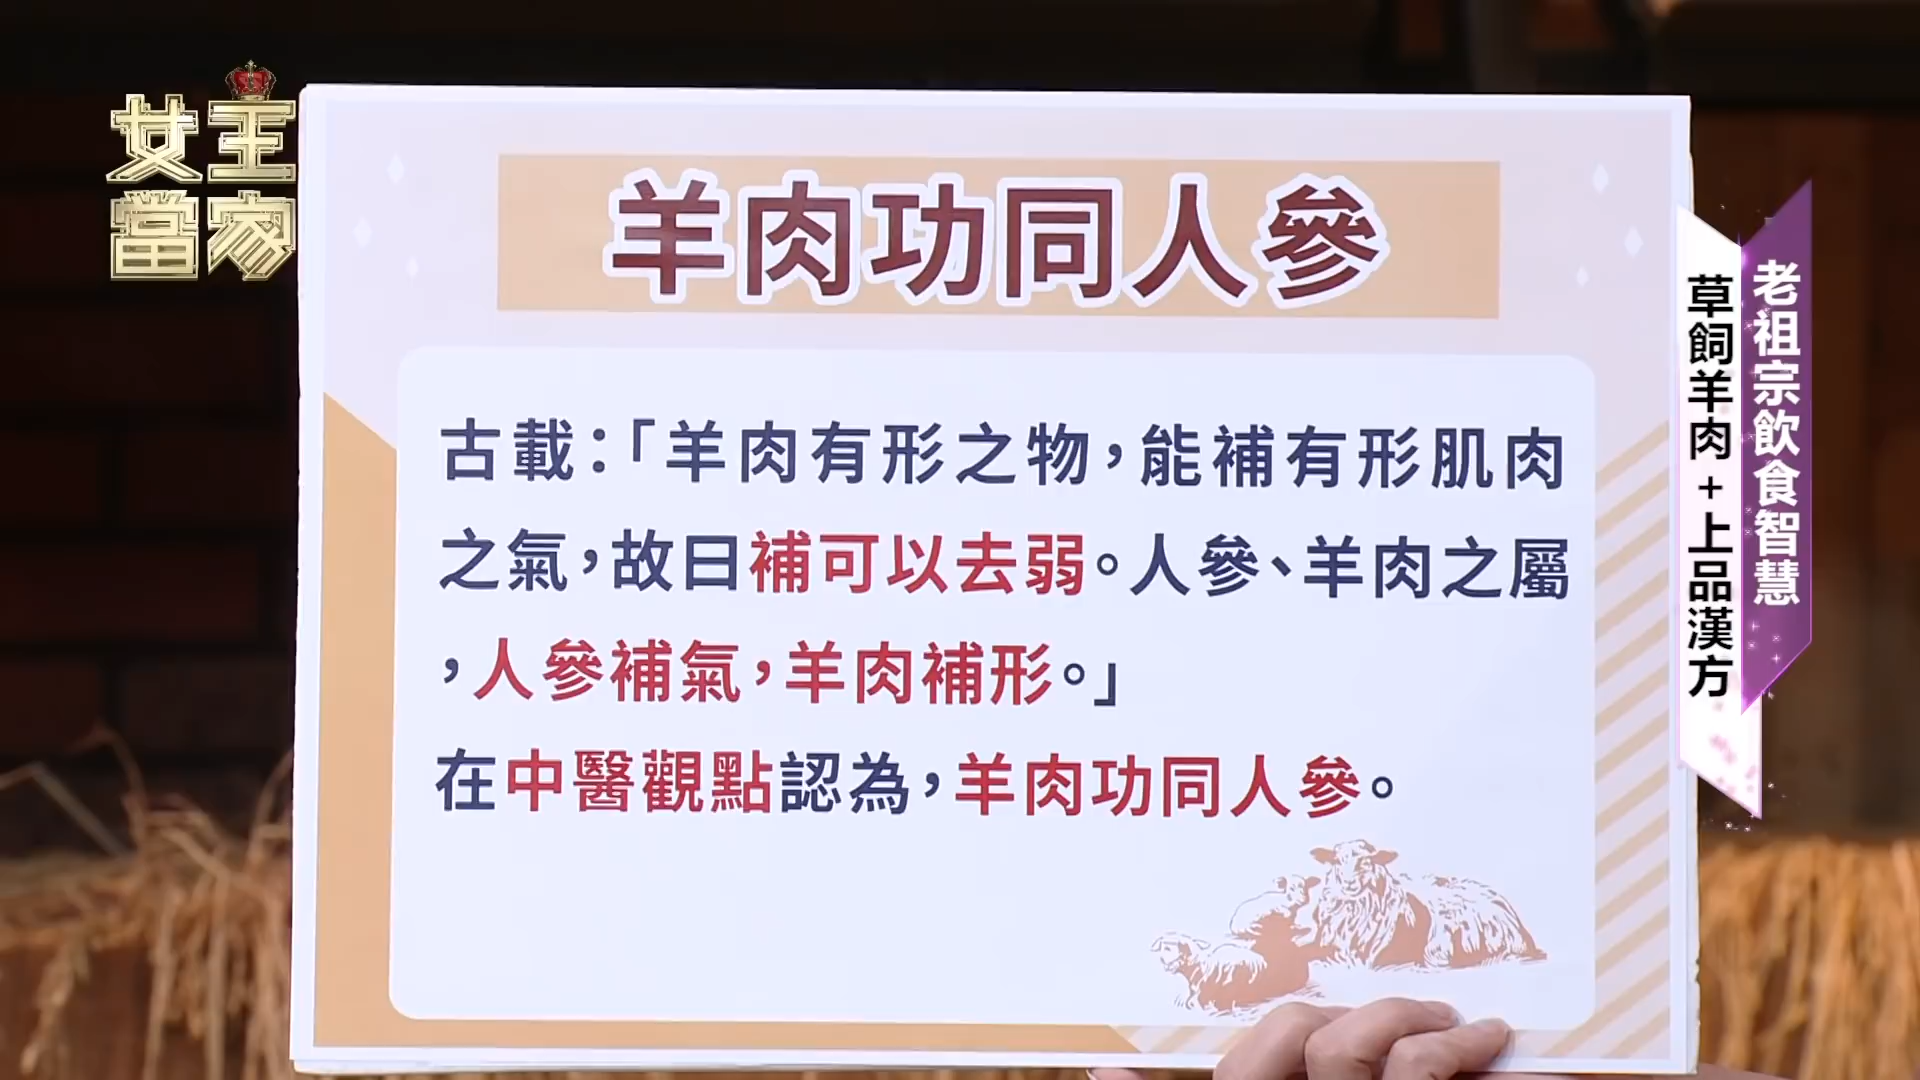 女王
當家
羊肉功同人參
古載：「羊肉有形之物，能補有形肌肉
之氣，故曰補可以去弱。人參、羊肉之屬
，人參補氣，羊肉補形。」
在中醫觀點認為，羊肉功同人參。
老祖宗飲食智慧
草飼羊肉+上品漢方